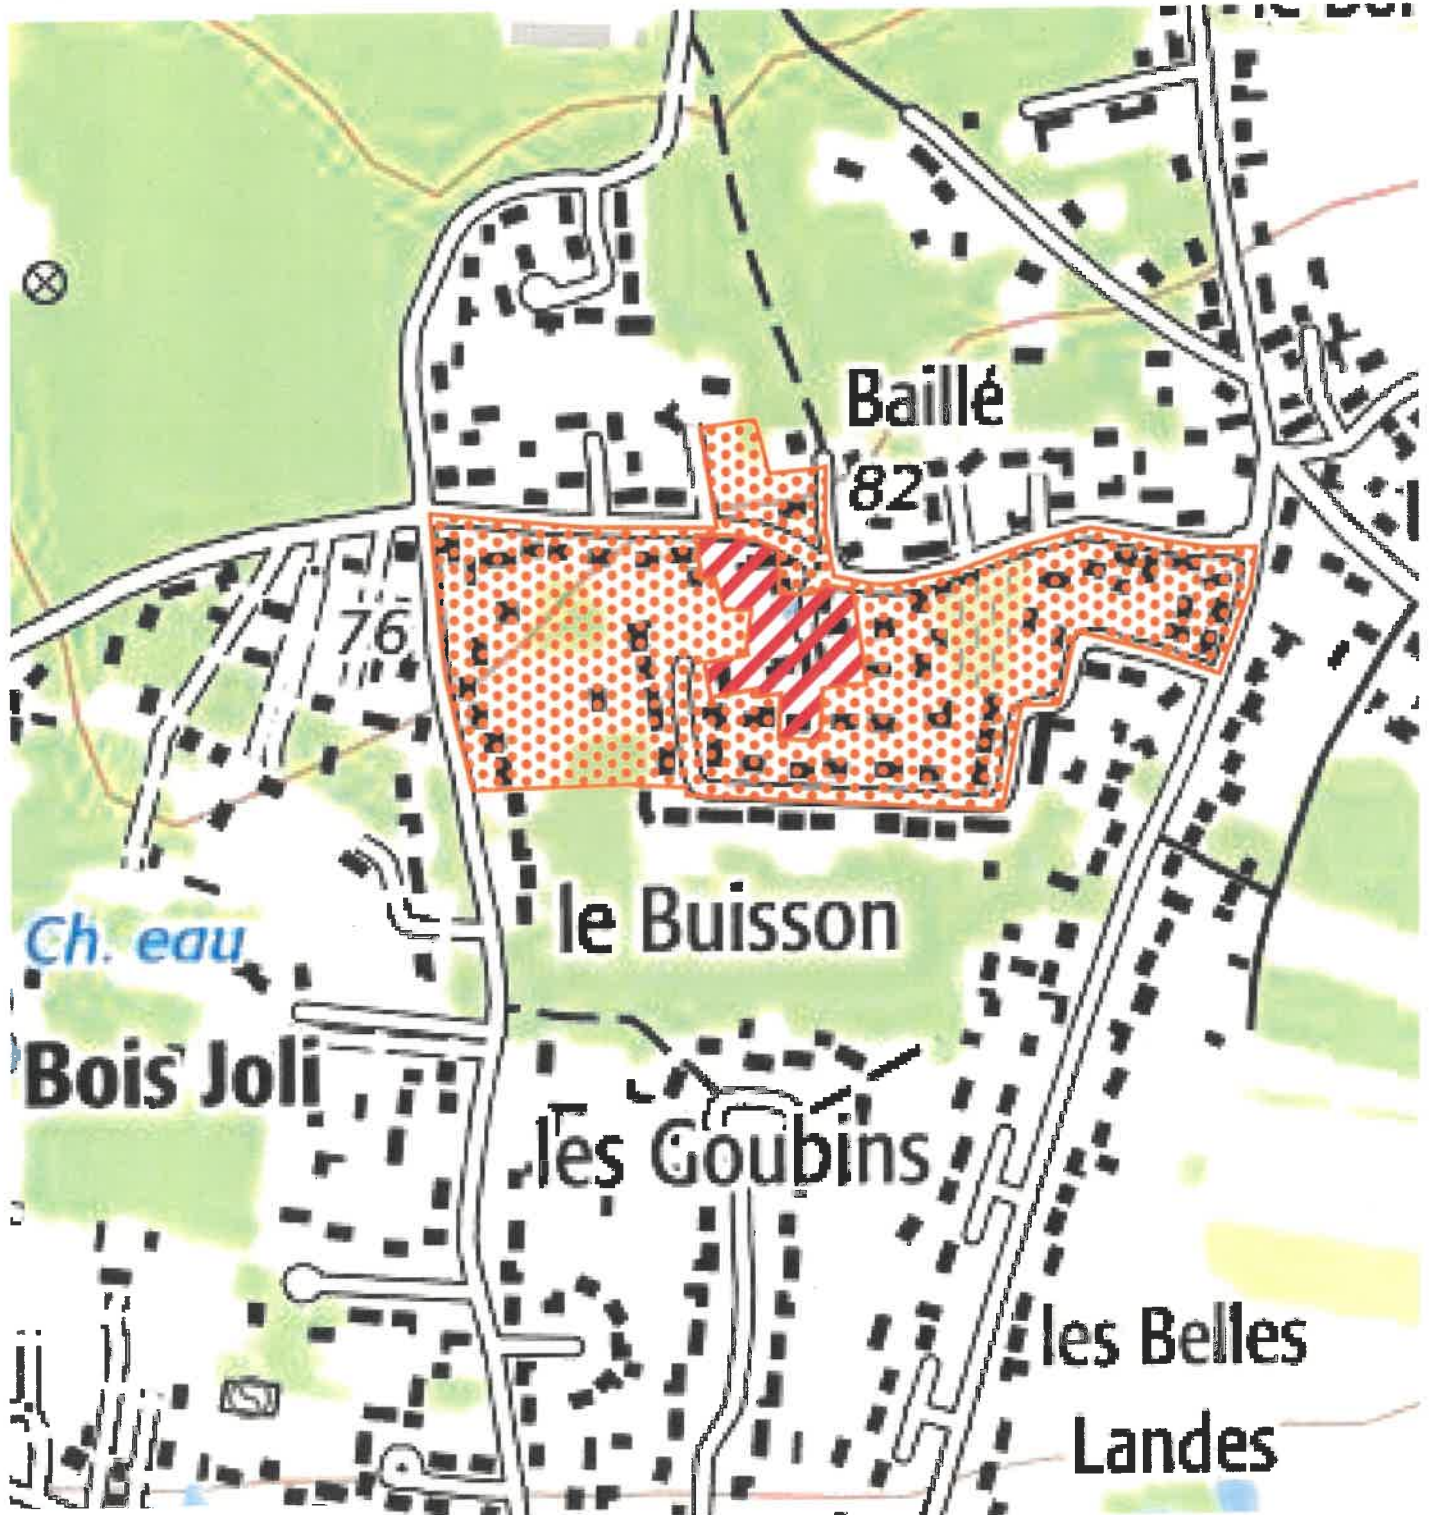 Baillé
82
76
le Buisson
Ch. eau
Bois Joli
les Goubins
les Belles
Landes